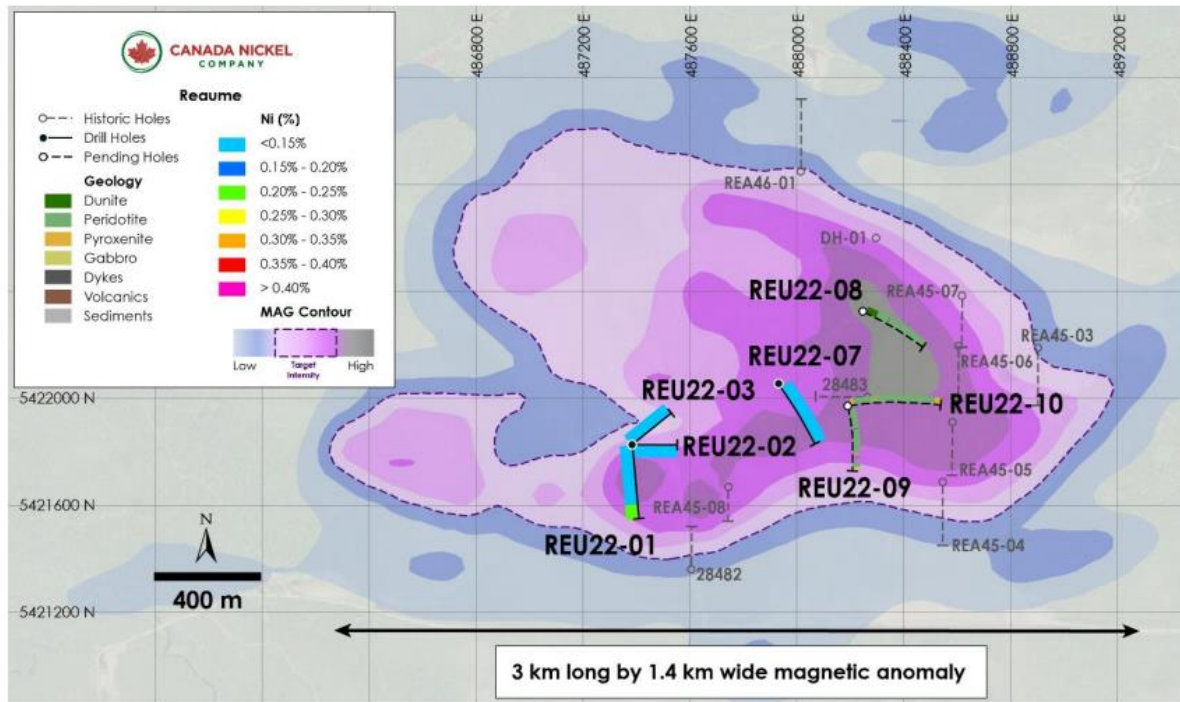 486800 E
487200 E
487600 E
488000 E
488400 E
488800 E
489200 E
CANADA NICKEL
COMPANY
Reaume
Historic Holes
Drill Holes
Pending Holes
Geology
Dunite
Peridotite
Pyroxenite
Gabbro
Dykes
Volcanics
Sediments
Ni (%)
<0.15%
0.15% - 0.20%
0.20% - 0.25%
0.25% - 0.30%
0.30% - 0.35%
0.35% - 0.40%
> 0.40%
MAG Contour
Low
Target
Intensity
High
REA46-01
DH-01
REU22-08
REA45-07
REA45-03
REU22-07
REA45-06
28483
REU22-03
5422000 N
REU22-10
REU22-02
REA45-05
REU22-09
5421600 N
REA45-08
REU22-01
REA45-04
28482
N
400 m
5421200 N
3 km long by 1.4 km wide magnetic anomaly